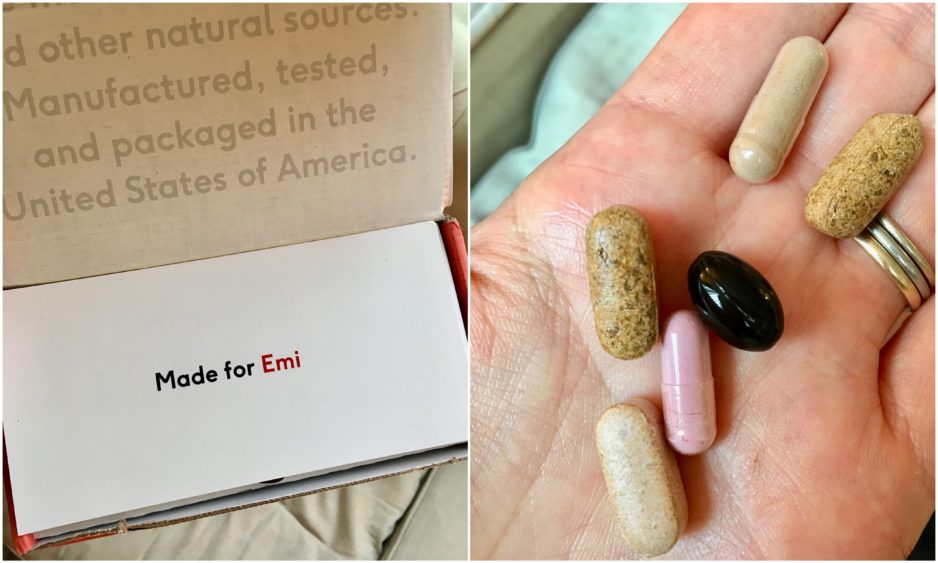 d other natural sources.
Manufactured, tested,
and packaged in the
United States of America.
Made for Emi